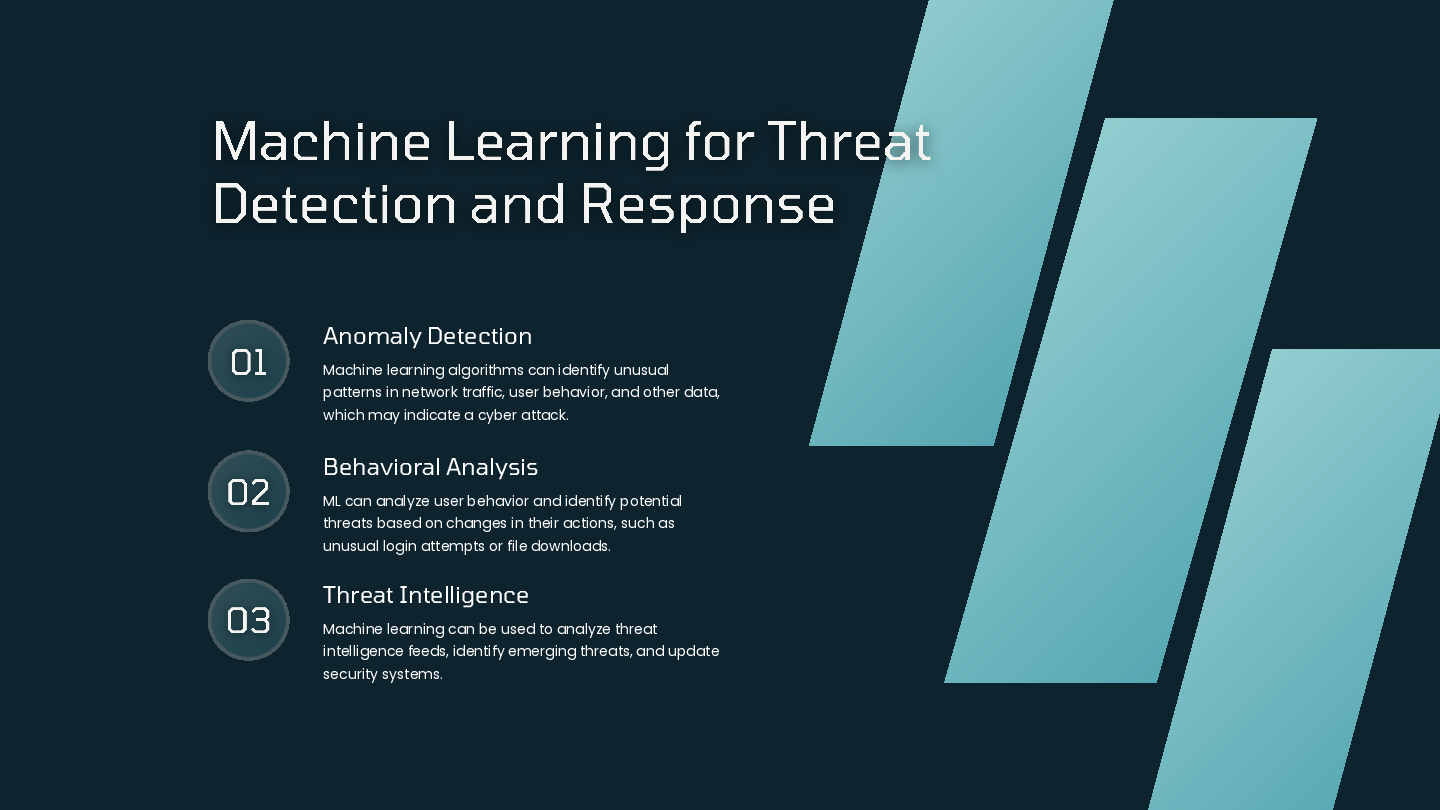 Machine Learning for Threat
Detection and Response
01
Anomaly Detection
Machine learning algorithms can identify unusual
patterns in network traffic, user behavior, and other data,
which may indicate a cyber attack.
02
Behavioral Analysis
ML can analyze user behavior and identify potential
threats based on changes in their actions, such as
unusual login attempts or file downloads.
03
Threat Intelligence
Machine learning can be used to analyze threat
intelligence feeds, identify emerging threats, and update
security systems.